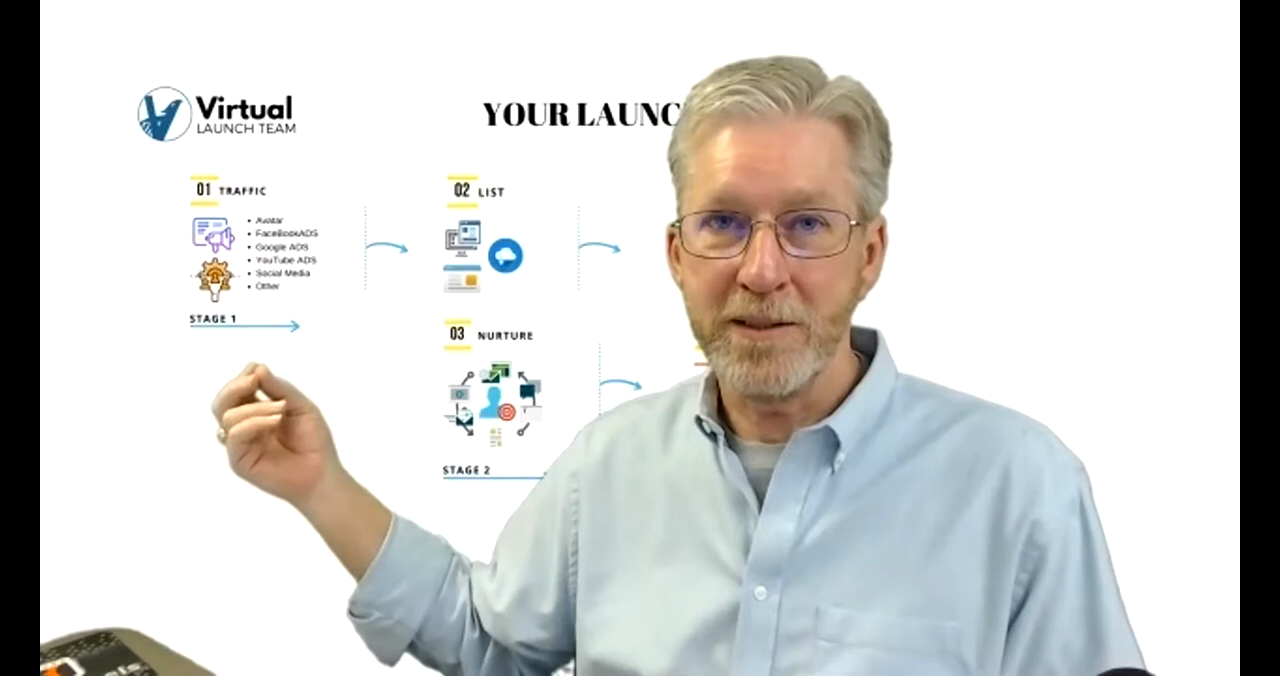 Virtual
LAUNCH TEAM
YOUR LAUNC
01 TRAFFIC
• Avatar
• FaceBookADS
• Google ADS
• YouTube ADS
• Social Media
• Other
STAGE 1
02 LIST
03 NURTURE
STAGE 2